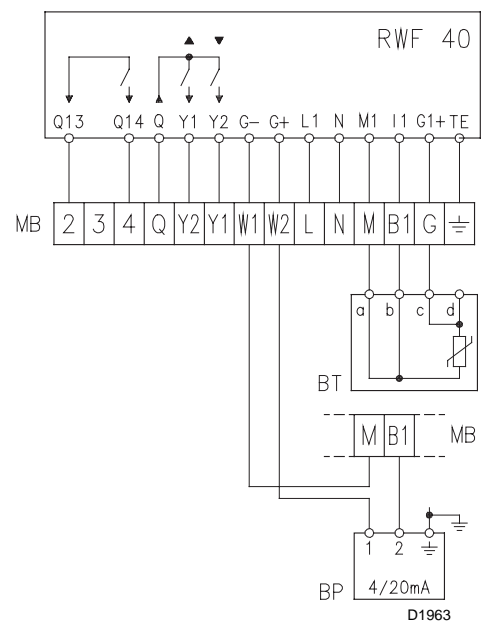 RWF 40
Q13 Q14 Q Y1 Y2 G- G+ L1 N M1 I1 G1+ TE
MB 2 3 4 Q Y2 Y1 W1 W2 L N M B1 G
a b c d
BT
M B1 MB
1 2
BP 4/20mA
D1963